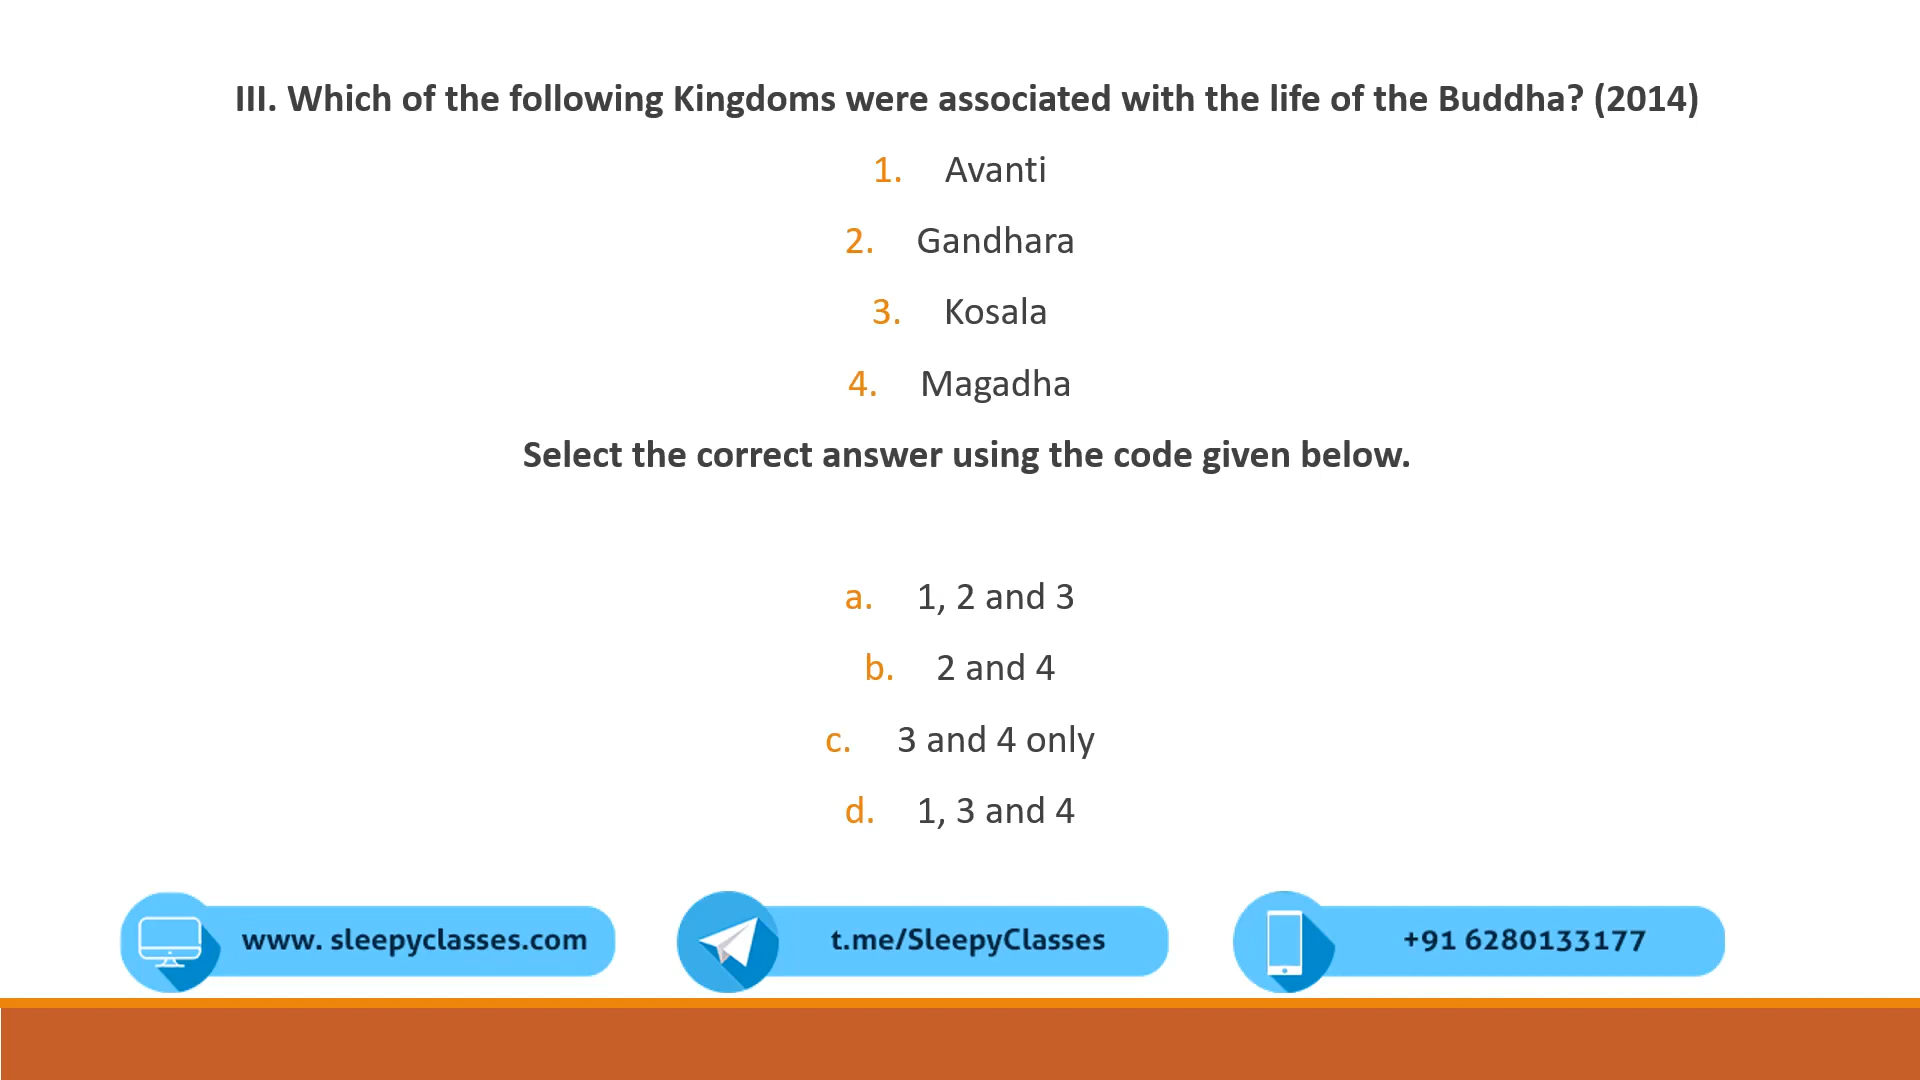 III. Which of the following Kingdoms were associated with the life of the Buddha? (2014)
1. Avanti
2. Gandhara
3. Kosala
4. Magadha
Select the correct answer using the code given below.
a. 1, 2 and 3
b. 2 and 4
c. 3 and 4 only
d. 1, 3 and 4
www. sleepyclasses.com
t.me/SleepyClasses
+91 6280133177